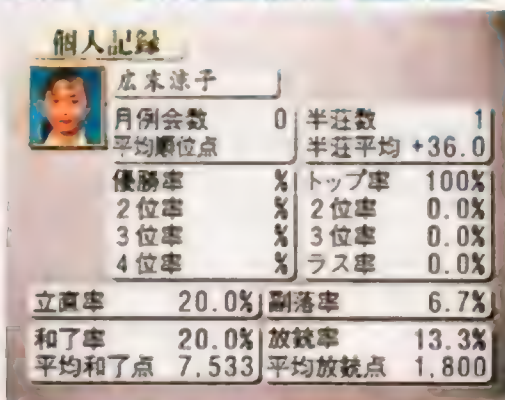 個人記録
広末涼子
月例会数 0
平均順位点
半荘数 1
半荘平均 +36.0
優勝率 %
2位率 %
3位率 %
4位率 %
トップ率 100%
2位率 0.0%
3位率 0.0%
ラス率 0.0%
立直率 20.0%
副落率 6.7%
和了率 20.0%
平均和了点 7,533
放銃率 13.3%
平均放銃点 1,800